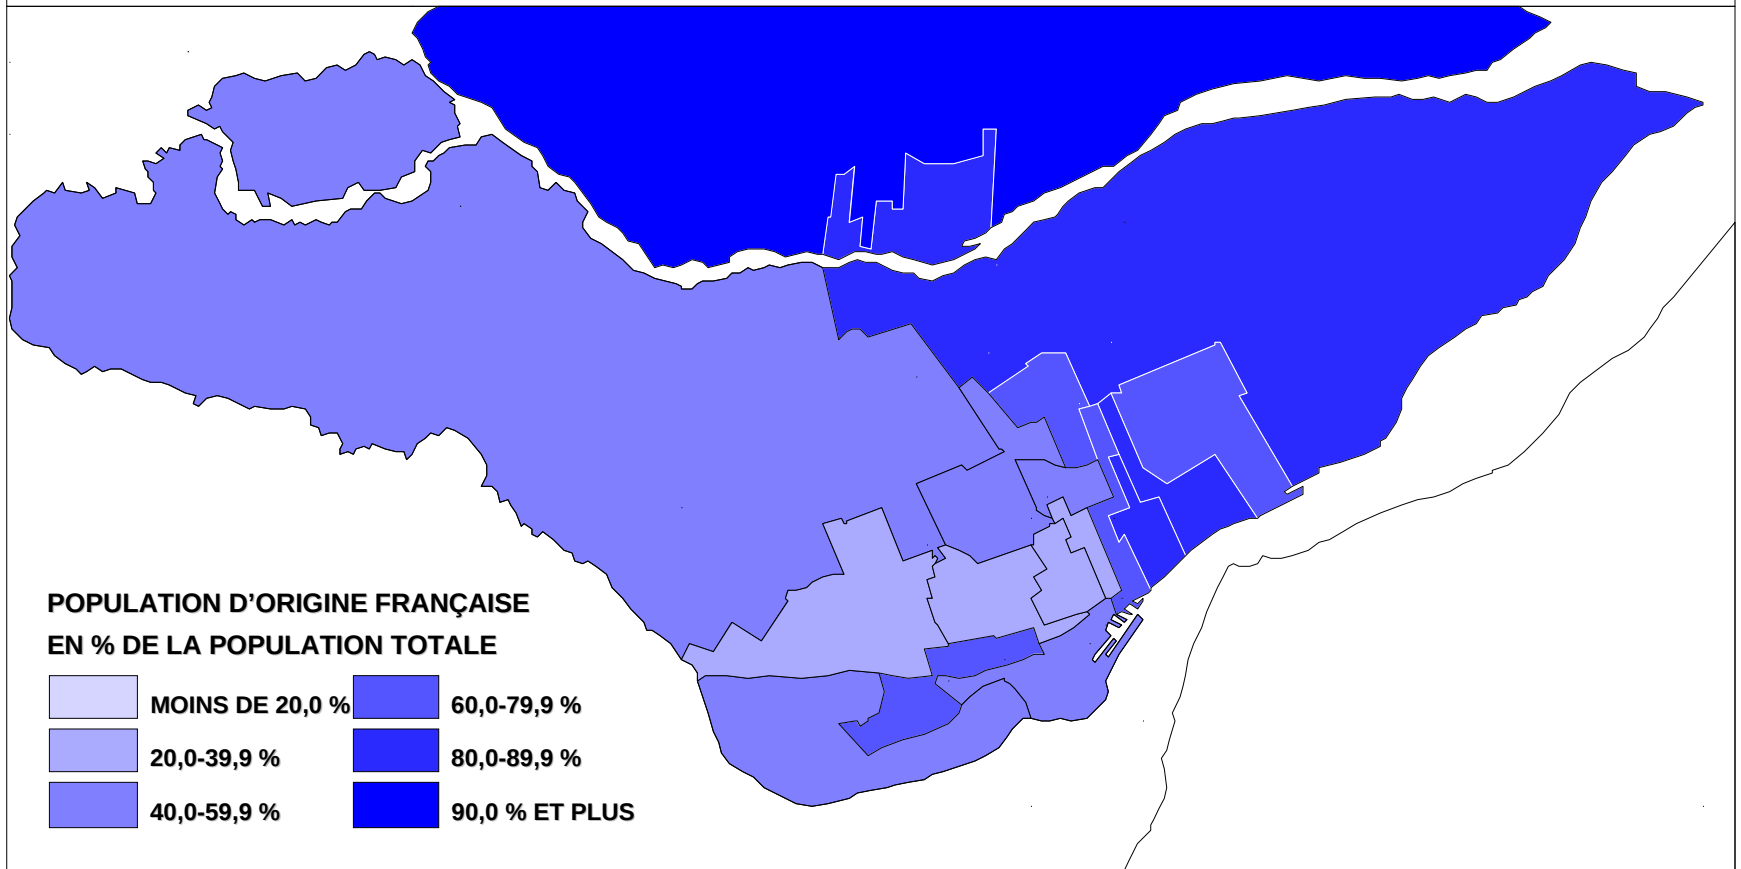 POPULATION D’ORIGINE FRANÇAISE
EN % DE LA POPULATION TOTALE
MOINS DE 20,0 %
20,0-39,9 %
40,0-59,9 %
60,0-79,9 %
80,0-89,9 %
90,0 % ET PLUS